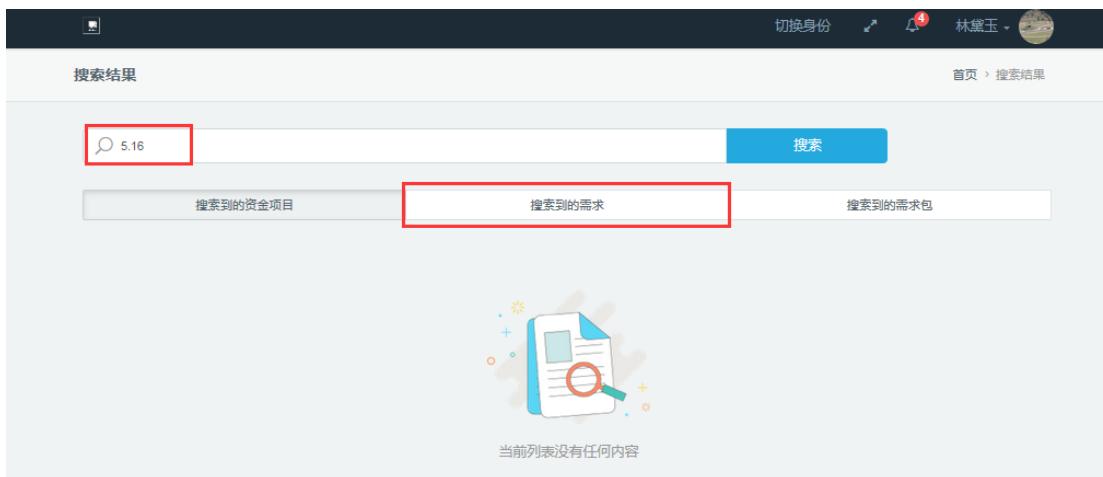 切换身份 4 林黛玉
搜索结果 首页 > 搜索结果
5.16 搜索
搜索到的资金项目 搜索到的需求 搜索到的需求包
当前列表没有任何内容